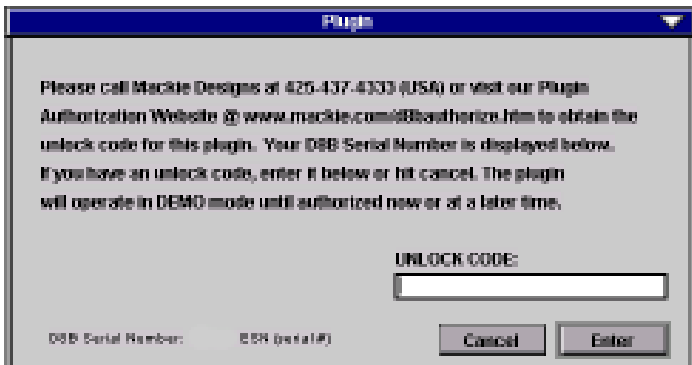 Plugin
Please call Mackie Designs at 425-437-4333 (USA) or visit our Plugin
Authorization Website @ www.mackie.com/d8bauthorize.htm to obtain the
unlock code for this plugin. Your D8B Serial Number is displayed below.
If you have an unlock code, enter it below or hit cancel. The plugin
will operate in DEMO mode until authorized now or at a later time.
UNLOCK CODE:
D8B Serial Number: ESN (serial#)
Cancel Enter